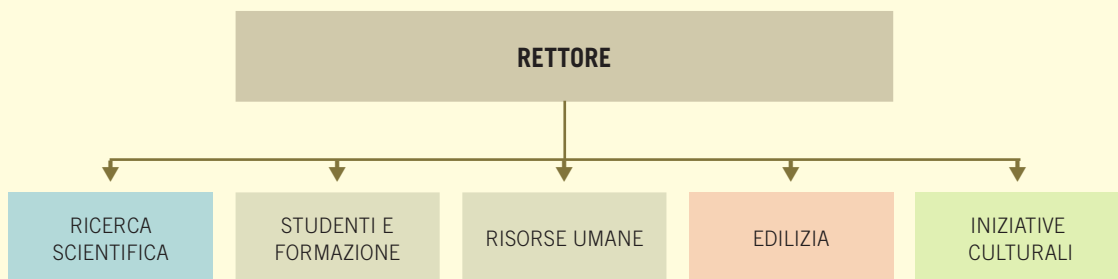 RETTORE
RICERCA
SCIENTIFICA
STUDENTI E
FORMAZIONE
RISORSE UMANE
EDILIZIA
INIZIATIVE
CULTURALI